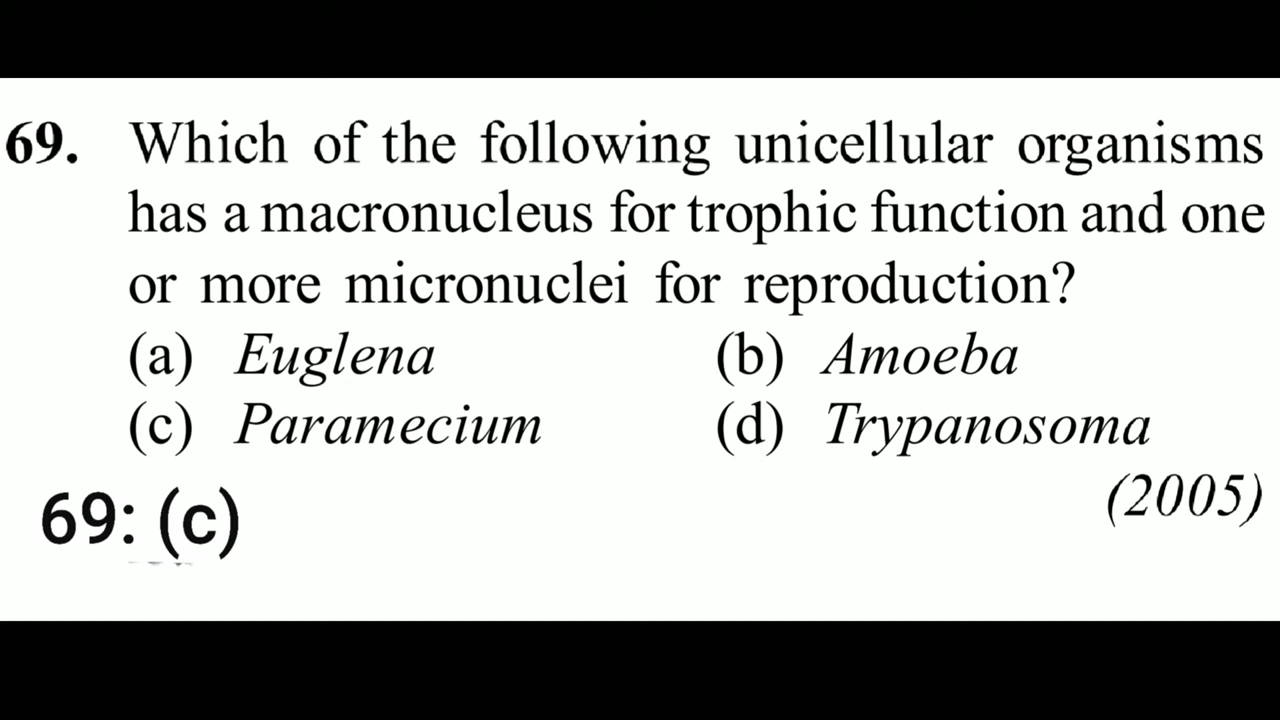 69. Which of the following unicellular organisms
has a macronucleus for trophic function and one
or more micronuclei for reproduction?
(a) Euglena (b) Amoeba
(c) Paramecium (d) Trypanosoma
(2005)
69: (c)